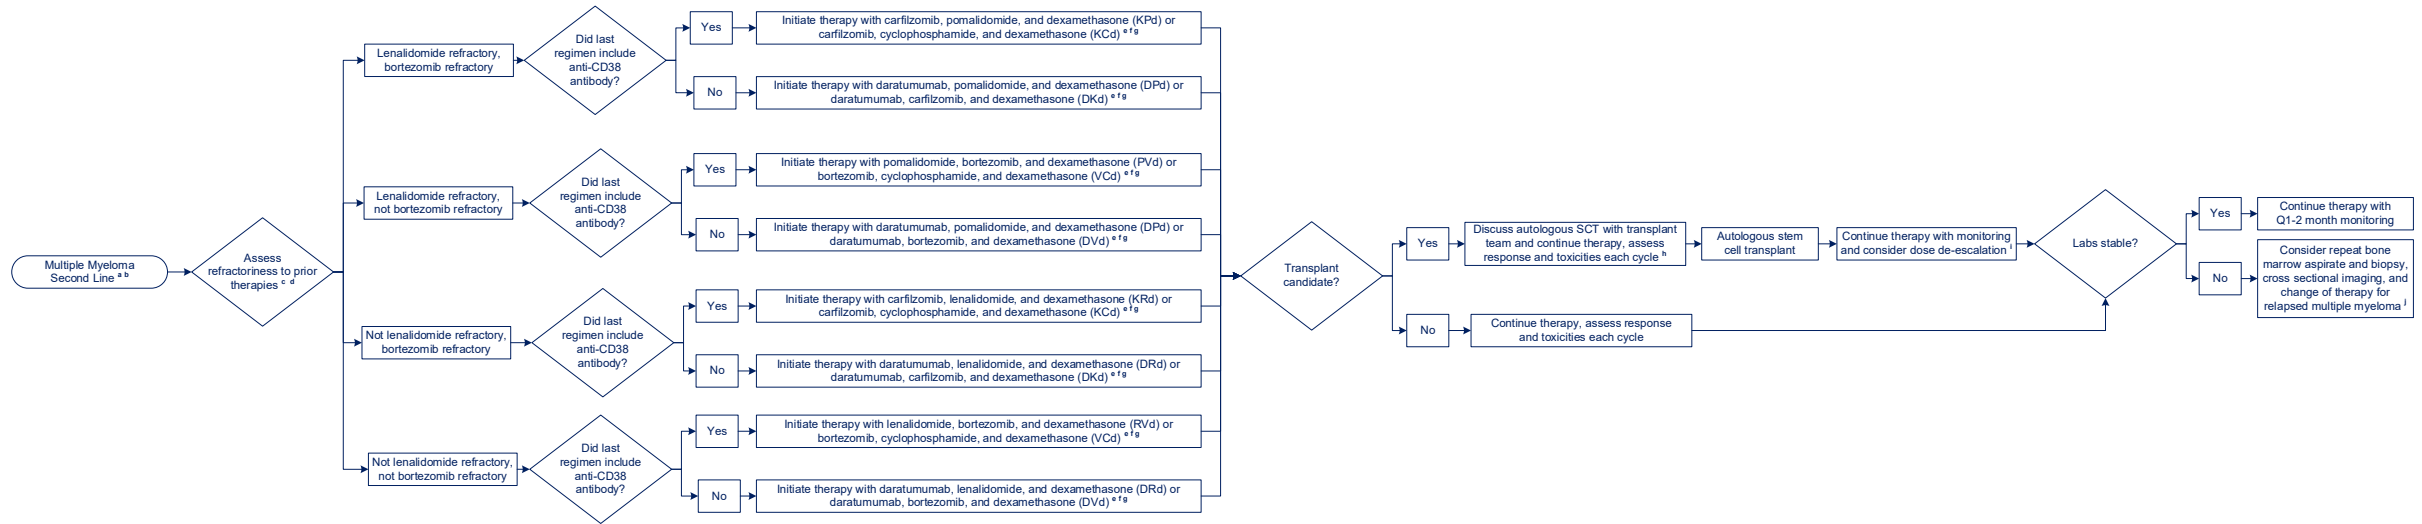 Multiple Myeloma
Second Line a b
Assess
refractoriness to prior
therapies c d
Lenalidomide refractory,
bortezomib refractory
Did last
regimen include
anti-CD38
antibody?
Yes
Initiate therapy with carfilzomib, pomalidomide, and dexamethasone (KPd) or
carfilzomib, cyclophosphamide, and dexamethasone (KCd) e f g
No
Initiate therapy with daratumumab, pomalidomide, and dexamethasone (DPd) or
daratumumab, carfilzomib, and dexamethasone (DKd) e f g
Lenalidomide refractory,
not bortezomib refractory
Did last
regimen include
anti-CD38
antibody?
Yes
Initiate therapy with pomalidomide, bortezomib, and dexamethasone (PVd) or
bortezomib, cyclophosphamide, and dexamethasone (VCd) e f g
No
Initiate therapy with daratumumab, pomalidomide, and dexamethasone (DPd) or
daratumumab, bortezomib, and dexamethasone (DVd) e f g
Not lenalidomide refractory,
bortezomib refractory
Did last
regimen include
anti-CD38
antibody?
Yes
Initiate therapy with carfilzomib, lenalidomide, and dexamethasone (KRd) or
carfilzomib, cyclophosphamide, and dexamethasone (KCd) e f g
No
Initiate therapy with daratumumab, lenalidomide, and dexamethasone (DRd) or
daratumumab, carfilzomib, and dexamethasone (DKd) e f g
Not lenalidomide refractory,
not bortezomib refractory
Did last
regimen include
anti-CD38
antibody?
Yes
Initiate therapy with lenalidomide, bortezomib, and dexamethasone (RVd) or
bortezomib, cyclophosphamide, and dexamethasone (VCd) e f g
No
Initiate therapy with daratumumab, lenalidomide, and dexamethasone (DRd) or
daratumumab, bortezomib, and dexamethasone (DVd) e f g
Transplant
candidate?
Yes
Discuss autologous SCT with transplant
team and continue therapy, assess
response and toxicities each cycle h
Autologous stem
cell transplant
Continue therapy with monitoring
and consider dose de-escalation i
No
Continue therapy, assess response
and toxicities each cycle
Labs stable?
Yes
Continue therapy with
Q1-2 month monitoring
No
Consider repeat bone
marrow aspirate and biopsy,
cross sectional imaging, and
change of therapy for
relapsed multiple myeloma j